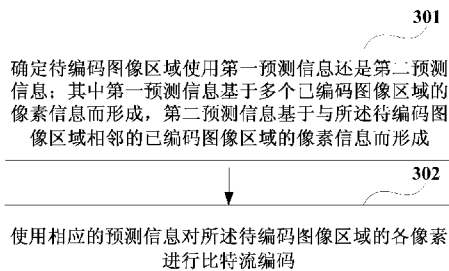 301
确定待编码图像区域使用第一预测信息还是第二预测
信息；其中第一预测信息基于多个已编码图像区域的
像素信息而形成，第二预测信息基于与所述待编码图
像区域相邻的已编码图像区域的像素信息而形成
302
使用相应的预测信息对所述待编码图像区域的各像素
进行比特流编码